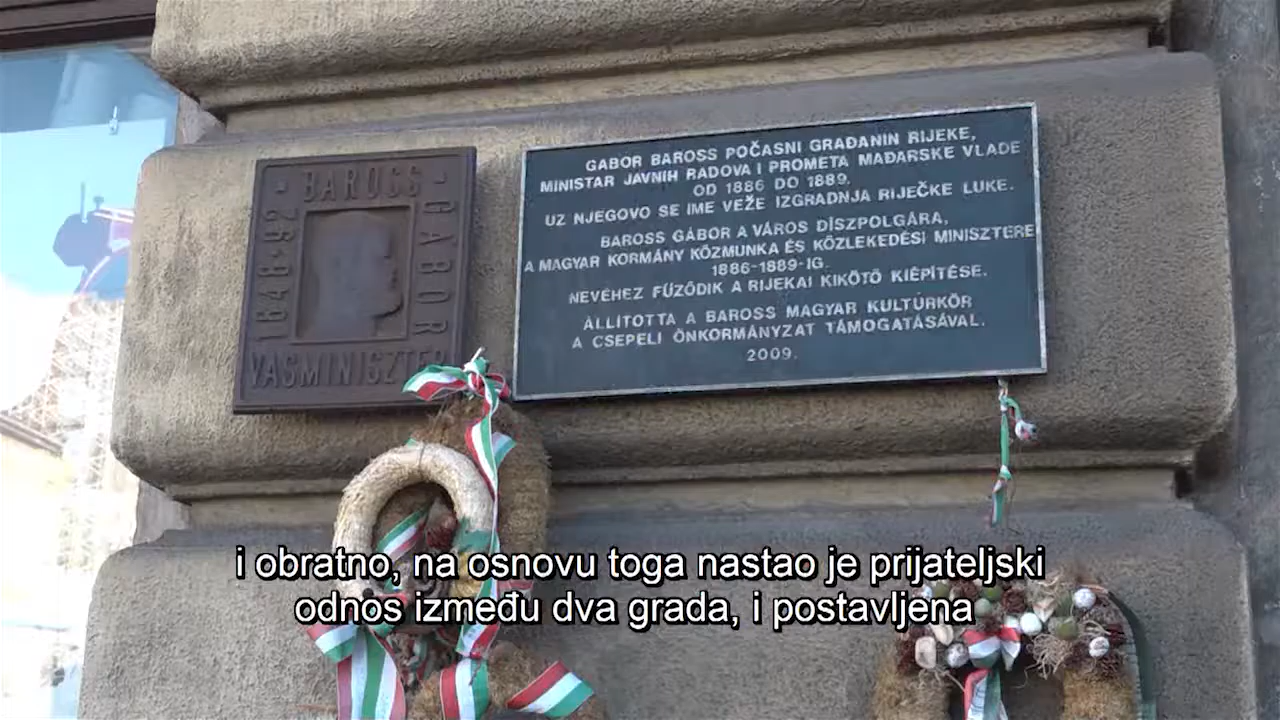 BAROSS
GÁBOR
1848-92
VASMINISZTER
GABOR BAROSS POČASNI GRAĐANIN RIJEKE,
MINISTAR JAVNIH RADOVA I PROMETA MAĐARSKE VLADE
OD 1886 DO 1889.
UZ NJEGOVO SE IME VEŽE IZGRADNJA RIJEČKE LUKE.
BAROSS GÁBOR A VÁROS DÍSZPOLGÁRA,
A MAGYAR KORMÁNY KÖZMUNKA ÉS KÖZLEKEDÉSI MINISZTERE
1886-1889-IG.
NEVÉHEZ FŰZŐDIK A RIJEKAI KIKÖTŐ KIÉPÍTÉSE.
ÁLLÍTOTTA A BAROSS MAGYAR KULTÚRKÖR
A CSEPELI ÖNKORMÁNYZAT TÁMOGATÁSÁVAL.
2009.
i obratno, na osnovu toga nastao je prijateljski
odnos između dva grada, i postavljena